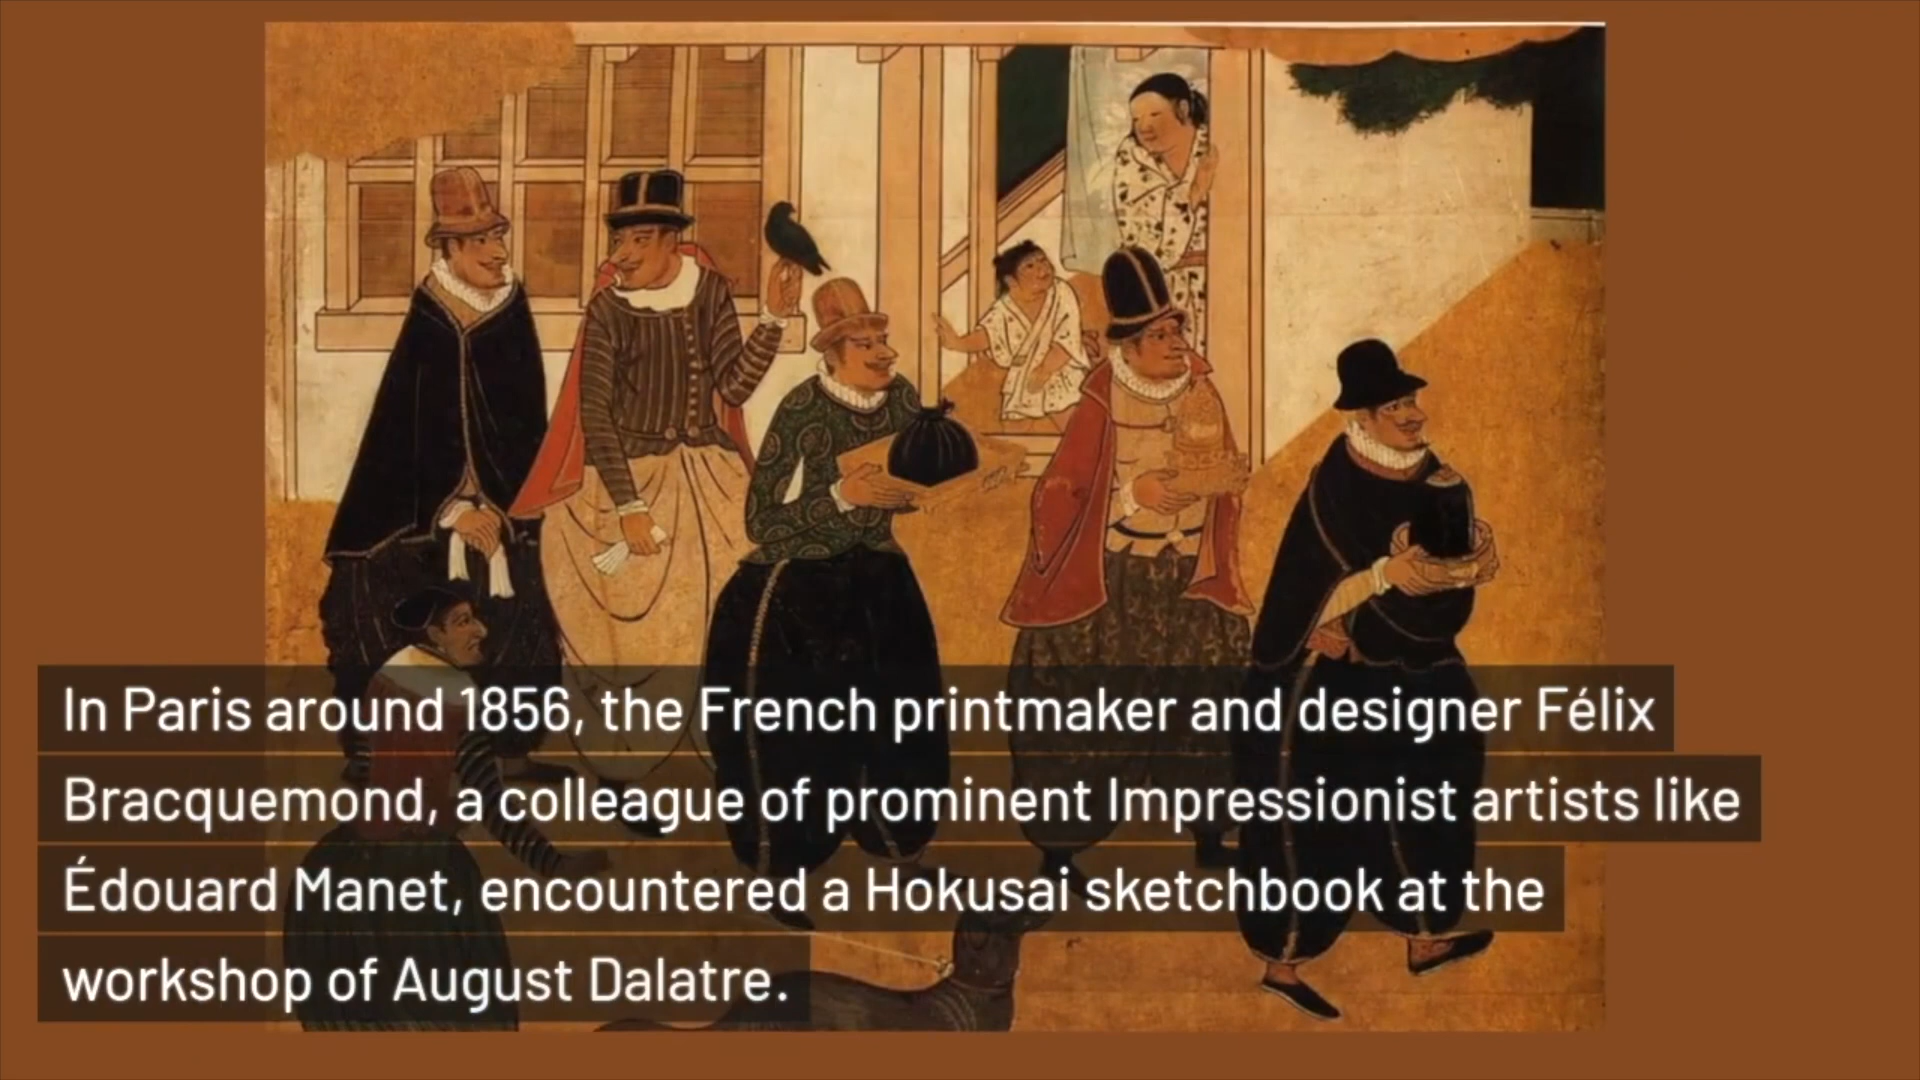 In Paris around 1856, the French printmaker and designer Félix
Bracquemond, a colleague of prominent Impressionist artists like
Édouard Manet, encountered a Hokusai sketchbook at the
workshop of August Dalatre.